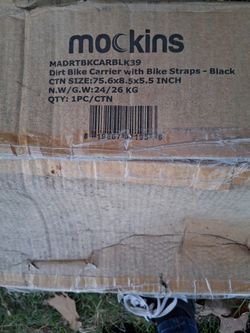 mockins
MADRTBKCARBLK39
Dirt Bike Carrier with Bike Straps - Black
CTN SIZE:75.6x8.5x5.5 INCH
N.W/G.W:24/26 KG
QTY: 1PC/CTN